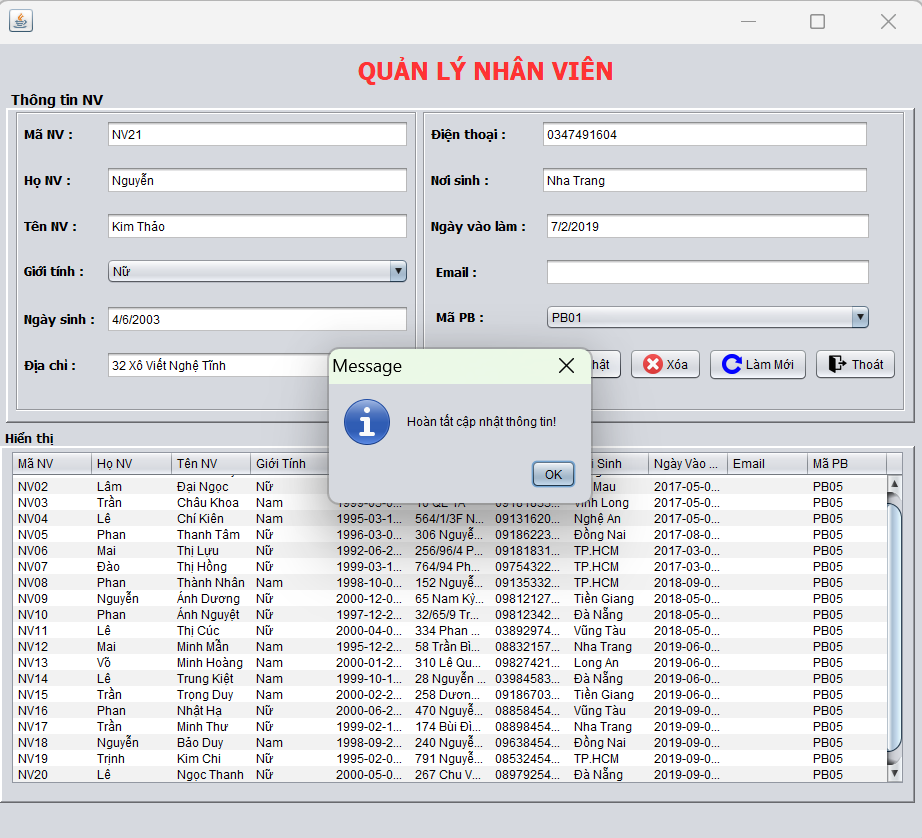 QUẢN LÝ NHÂN VIÊN
Thông tin NV
Mã NV : NV21 Điện thoại : 0347491604
Họ NV : Nguyễn Nơi sinh : Nha Trang
Tên NV : Kim Thảo Ngày vào làm : 7/2/2019
Giới tính : Nữ Email :
Ngày sinh : 4/6/2003 Mã PB : PB01
Địa chỉ : 32 Xô Viết Nghệ Tĩnh Xóa Làm Mới Thoát
Message
Hoàn tất cập nhật thông tin!
OK
Hiển thị
Mã NV Họ NV Tên NV Giới Tính Sinh Ngày Vào ... Email Mã PB
NV02 Lâm Đại Ngọc Nữ Mau 2017-05-0... PB05
NV03 Trần Châu Khoa Nam Vĩnh Long 2017-05-0... PB05
NV04 Lê Chí Kiên Nam 1995-03-1... 564/1/3F N... 09131620... Nghệ An 2017-05-0... PB05
NV05 Phan Thanh Tâm Nữ 1996-03-0... 306 Nguyễ... 09186223... Đồng Nai 2017-08-0... PB05
NV06 Mai Thị Lựu Nữ 1992-06-2... 256/96/4 P... 09181831... TP.HCM 2017-03-0... PB05
NV07 Đào Thị Hồng Nữ 1999-03-1... 764/94 Ph... 09754322... TP.HCM 2017-03-0... PB05
NV08 Phan Thành Nhân Nam 1998-10-0... 152 Nguyễ... 09135332... TP.HCM 2018-09-0... PB05
NV09 Nguyễn Ánh Dương Nữ 2000-12-0... 65 Nam Kỳ... 09812127... Tiền Giang 2018-05-0... PB05
NV10 Phan Ánh Nguyệt Nữ 1997-12-2... 32/65/9 Tr... 09812342... Đà Nẵng 2018-05-0... PB05
NV11 Lê Thị Cúc Nữ 2000-04-0... 334 Phan ... 03892974... Vũng Tàu 2018-05-0... PB05
NV12 Mai Minh Mẫn Nam 1995-12-2... 58 Trần Bì... 08832157... Nha Trang 2019-06-0... PB05
NV13 Võ Minh Hoàng Nam 2000-01-2... 310 Lê Qu... 09827421... Long An 2019-06-0... PB05
NV14 Lê Trung Kiệt Nam 1999-10-1... 28 Nguyễn ... 03984583... Đà Nẵng 2019-06-0... PB05
NV15 Trần Trọng Duy Nam 2000-02-2... 258 Dươn... 09186703... Tiền Giang 2019-09-0... PB05
NV16 Phan Nhật Hạ Nữ 2000-06-2... 470 Nguyễ... 08858454... Vũng Tàu 2019-09-0... PB05
NV17 Trần Minh Thư Nữ 1999-02-1... 174 Bùi Đì... 08898454... Nha Trang 2019-09-0... PB05
NV18 Nguyễn Bảo Duy Nam 1998-09-2... 240 Nguyễ... 09638454... Đồng Nai 2019-09-0... PB05
NV19 Trịnh Kim Chi Nữ 1995-02-0... 791 Nguyễ... 08532454... TP.HCM 2019-09-0... PB05
NV20 Lê Ngọc Thanh Nữ 2000-05-0... 267 Chu V... 08979254... Đà Nẵng 2019-09-0... PB05